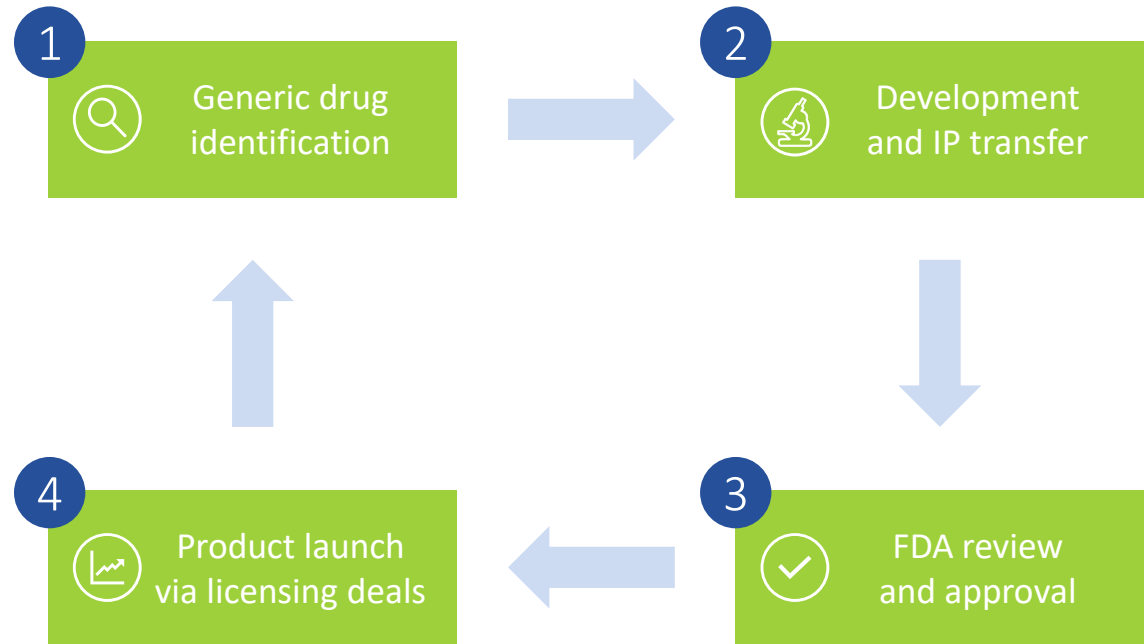 1
Generic drug
identification
2
Development
and IP transfer
3
FDA review
and approval
4
Product launch
via licensing deals